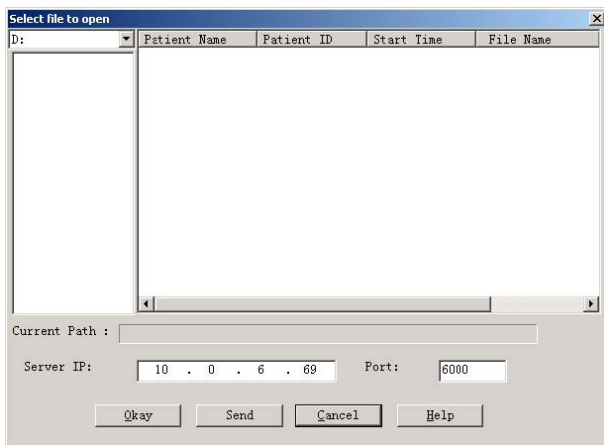 Select file to open
D: Patient Name Patient ID Start Time File Name
Current Path :
Server IP: 10 . 0 . 6 . 69 Port: 6000
Okay Send Cancel Help